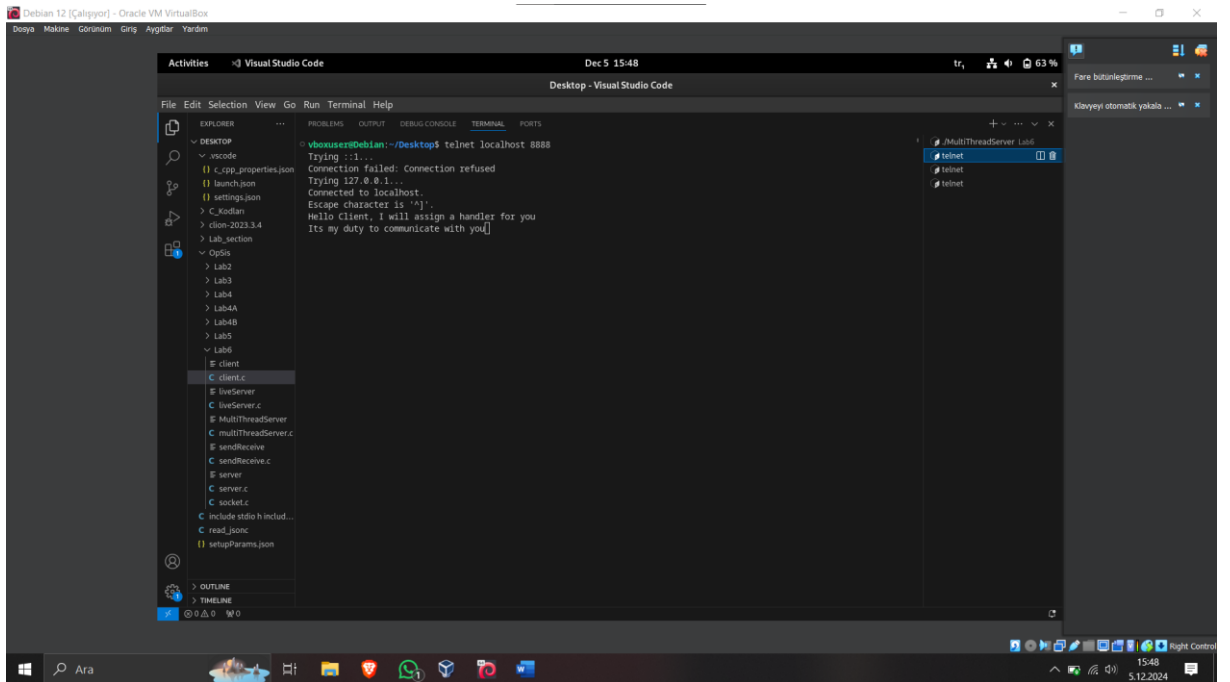 Debian 12 [Çalışıyor] - Oracle VM VirtualBox
Dosya Makine Görünüm Giriş Aygıtlar Yardım
Activities Visual Studio Code Dec 5 15:48 tr, 63 %
Desktop - Visual Studio Code
File Edit Selection View Go Run Terminal Help
EXPLORER ... PROBLEMS OUTPUT DEBUG CONSOLE TERMINAL PORTS
DESKTOP
.vscode
c_cpp_properties.json
launch.json
settings.json
C_Kodları
clion-2023.3.4
Lab_section
OpSis
Lab2
Lab3
Lab4
Lab4A
Lab4B
Lab5
Lab6
client
client.c
liveServer
liveServer.c
MultiThreadServer
multiThreadServer.c
sendReceive
sendReceive.c
server
server.c
socket.c
include stdio h includ...
read_jsonc
setupParams.json
OUTLINE
TIMELINE
vboxuser@Debian:~/Desktop$ telnet localhost 8888
Trying ::1...
Connection failed: Connection refused
Trying 127.0.0.1...
Connected to localhost.
Escape character is '^]'.
Hello Client, I will assign a handler for you
Its my duty to communicate with you
./MultiThreadServer Lab6
telnet
telnet
telnet
Fare bütünleştirme ...
Klavyeyi otomatik yakala ...
0 0 0
Right Control
Ara
15:48
5.12.2024